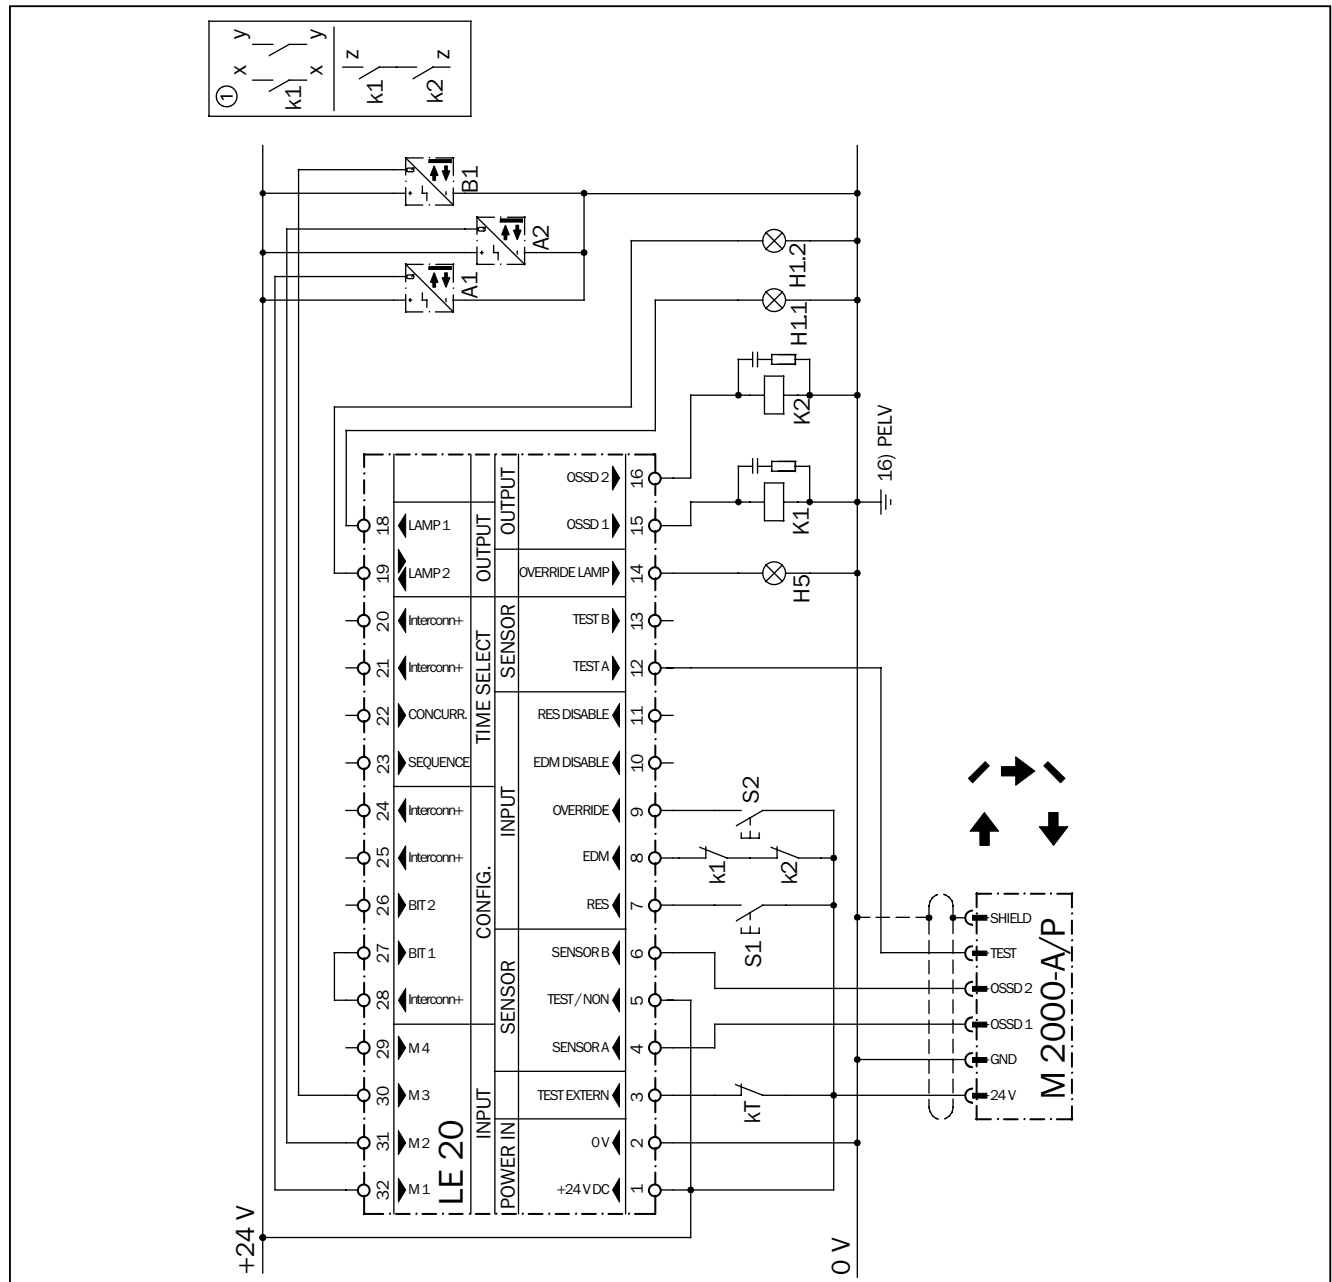 ① x y
k1 x y
z
k1
k2 z
B1
A2
A1
H1.2
H1.1
K2
K1
H5
16) PELV
OUTPUT
OSSD 2 16
18 LAMP 1 OUTPUT OSSD 1 15
19 LAMP 2 OVERRIDE LAMP 14
20 Interconn+ TIME SELECT SENSOR TEST B 13
21 Interconn+ TEST A 12
22 CONCURR. RES DISABLE 11
23 SEQUENCE EDM DISABLE 10
24 Interconn+ CONFIG. INPUT OVERRIDE 9
25 Interconn+ EDM 8
26 BIT 2 RES 7
27 BIT 1 SENSOR SENSOR B 6
28 Interconn+ TEST / NON 5
29 M 4 SENSOR A 4
30 M 3 INPUT TEST EXTERN 3
31 M 2 POWER IN 0 V 2
32 M 1 +24 V DC 1
LE 20
S2
k1
k2
S1
kT
SHIELD
TEST
OSSD 2
OSSD 1
GND
24 V
M 2000-A/P
+24 V
0 V